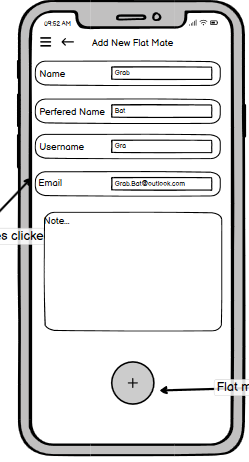 09:52 AM
Add New Flat Mate
Name
Grab
Perfered Name
Bat
Username
Gra
Email
Grab.Bat@outlook.com
Note...
es clicke
+
Flat m